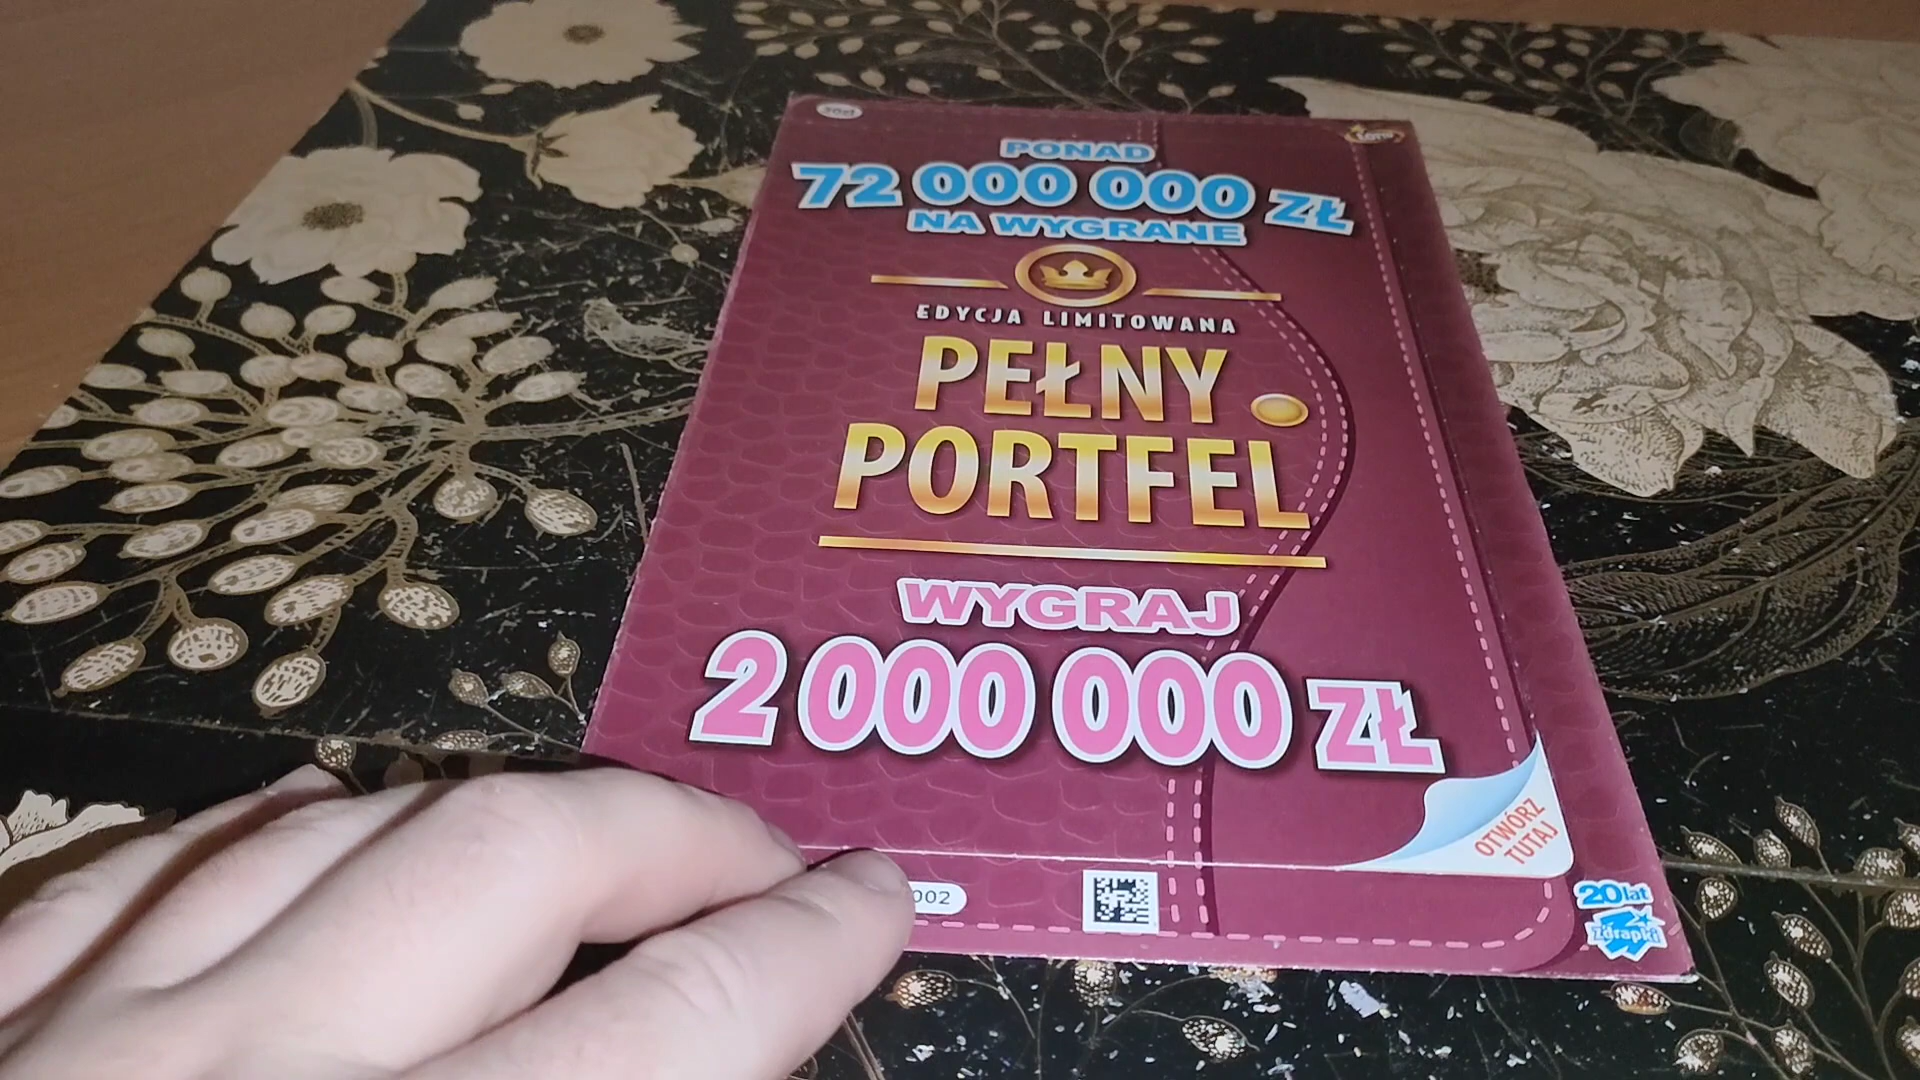 PONAD
72 000 000 ZŁ
NA WYGRANE
EDYCJA LIMITOWANA
PEŁNY
PORTFEL
WYGRAJ
2 000 000 ZŁ
OTWÓRZ
TUTAJ
002
20 lat
Zdrapki